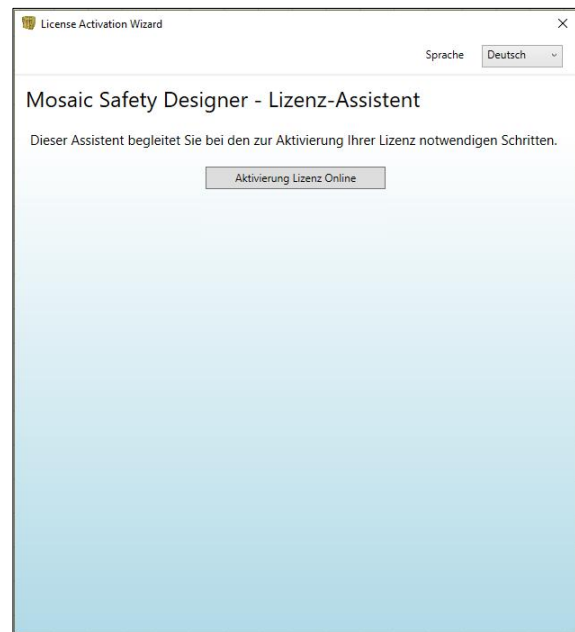 License Activation Wizard
Sprache Deutsch
Mosaic Safety Designer - Lizenz-Assistent
Dieser Assistent begleitet Sie bei den zur Aktivierung Ihrer Lizenz notwendigen Schritten.
Aktivierung Lizenz Online